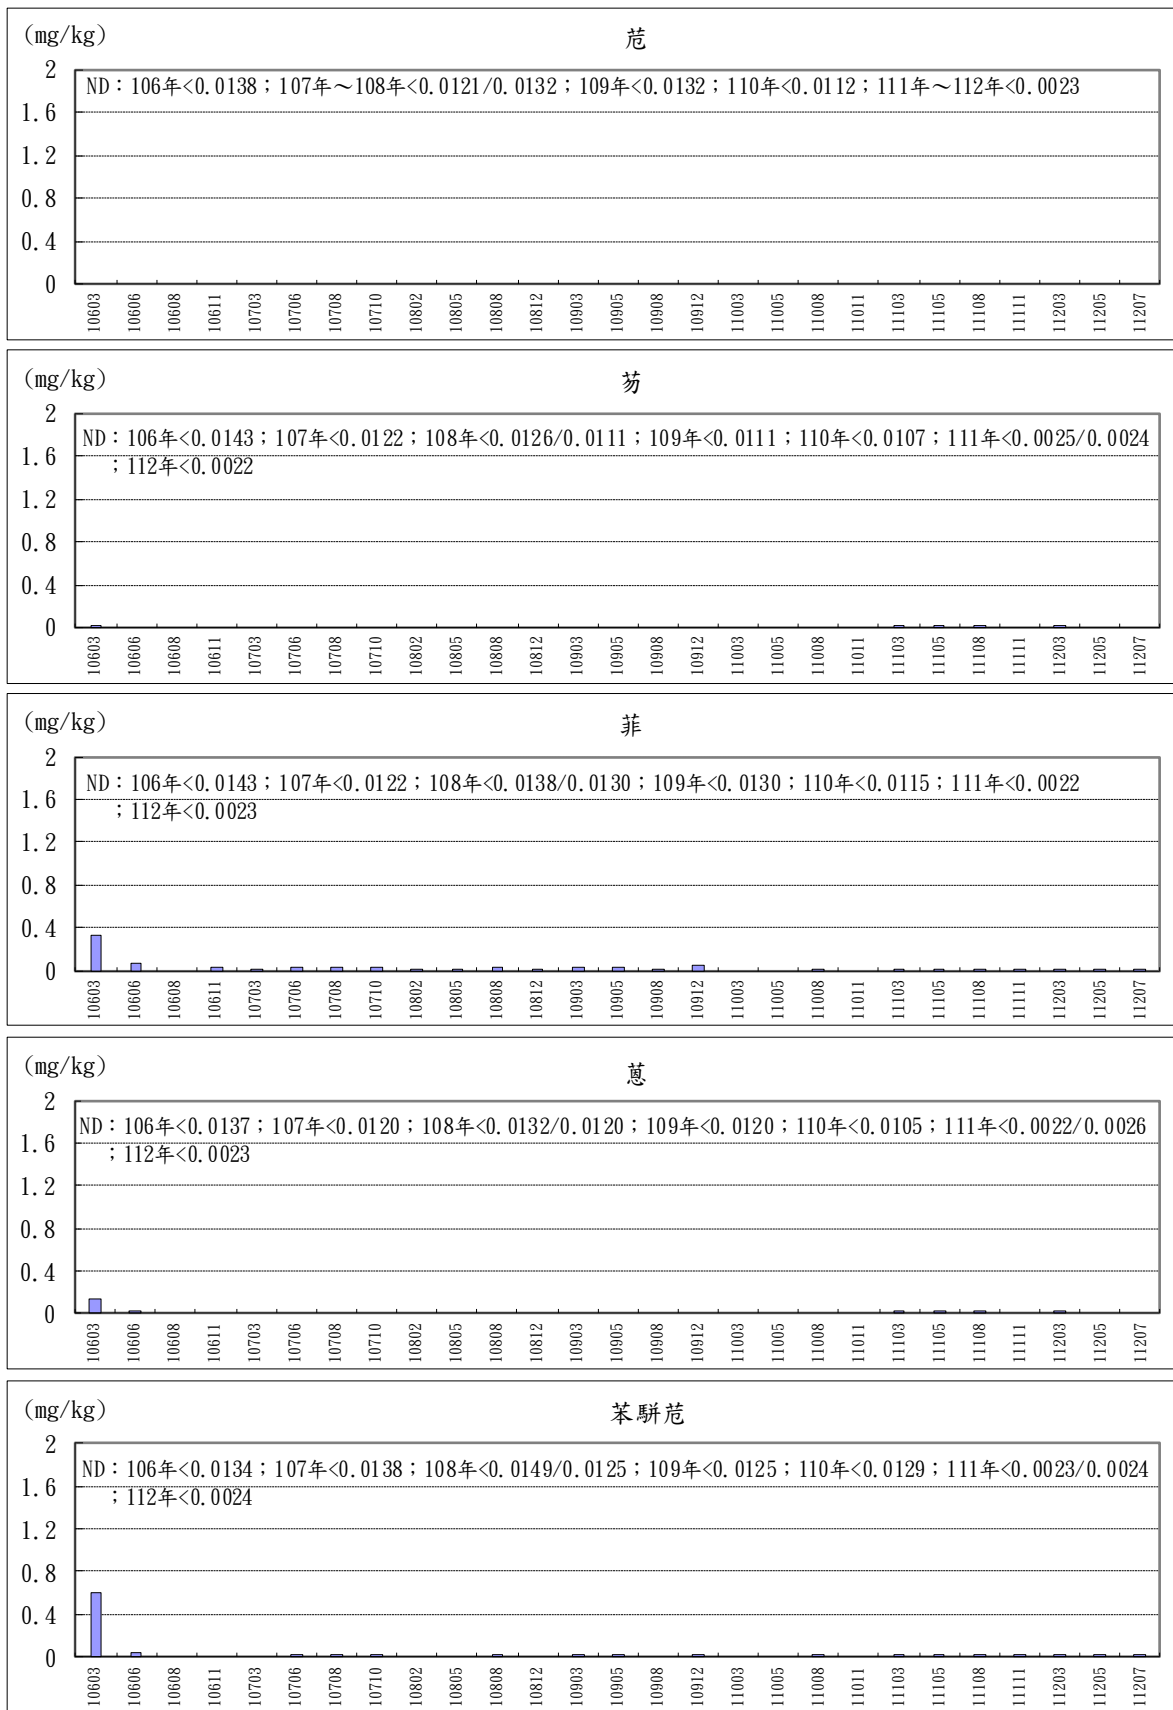 (mg/kg)
苊
2
ND：106年<0.0138；107年～108年<0.0121/0.0132；109年<0.0132；110年<0.0112；111年～112年<0.0023
1.6
1.2
0.8
0.4
0
10603 10606 10608 10611 10703 10706 10708 10710 10802 10805 10808 10812 10903 10905 10908 10912 11003 11005 11008 11011 11103 11105 11108 11111 11203 11205 11207
(mg/kg)
芴
2
ND：106年<0.0143；107年<0.0122；108年<0.0126/0.0111；109年<0.0111；110年<0.0107；111年<0.0025/0.0024
1.6
；112年<0.0022
1.2
0.8
0.4
0
10603 10606 10608 10611 10703 10706 10708 10710 10802 10805 10808 10812 10903 10905 10908 10912 11003 11005 11008 11011 11103 11105 11108 11111 11203 11205 11207
(mg/kg)
菲
2
ND：106年<0.0143；107年<0.0122；108年<0.0138/0.0130；109年<0.0130；110年<0.0115；111年<0.0022
1.6
；112年<0.0023
1.2
0.8
0.4
0
10603 10606 10608 10611 10703 10706 10708 10710 10802 10805 10808 10812 10903 10905 10908 10912 11003 11005 11008 11011 11103 11105 11108 11111 11203 11205 11207
(mg/kg)
蒽
2
ND：106年<0.0137；107年<0.0120；108年<0.0132/0.0120；109年<0.0120；110年<0.0105；111年<0.0022/0.0026
1.6
；112年<0.0023
1.2
0.8
0.4
0
10603 10606 10608 10611 10703 10706 10708 10710 10802 10805 10808 10812 10903 10905 10908 10912 11003 11005 11008 11011 11103 11105 11108 11111 11203 11205 11207
(mg/kg)
苯駢苊
2
ND：106年<0.0134；107年<0.0138；108年<0.0149/0.0125；109年<0.0125；110年<0.0129；111年<0.0023/0.0024
1.6
；112年<0.0024
1.2
0.8
0.4
0
10603 10606 10608 10611 10703 10706 10708 10710 10802 10805 10808 10812 10903 10905 10908 10912 11003 11005 11008 11011 11103 11105 11108 11111 11203 11205 11207